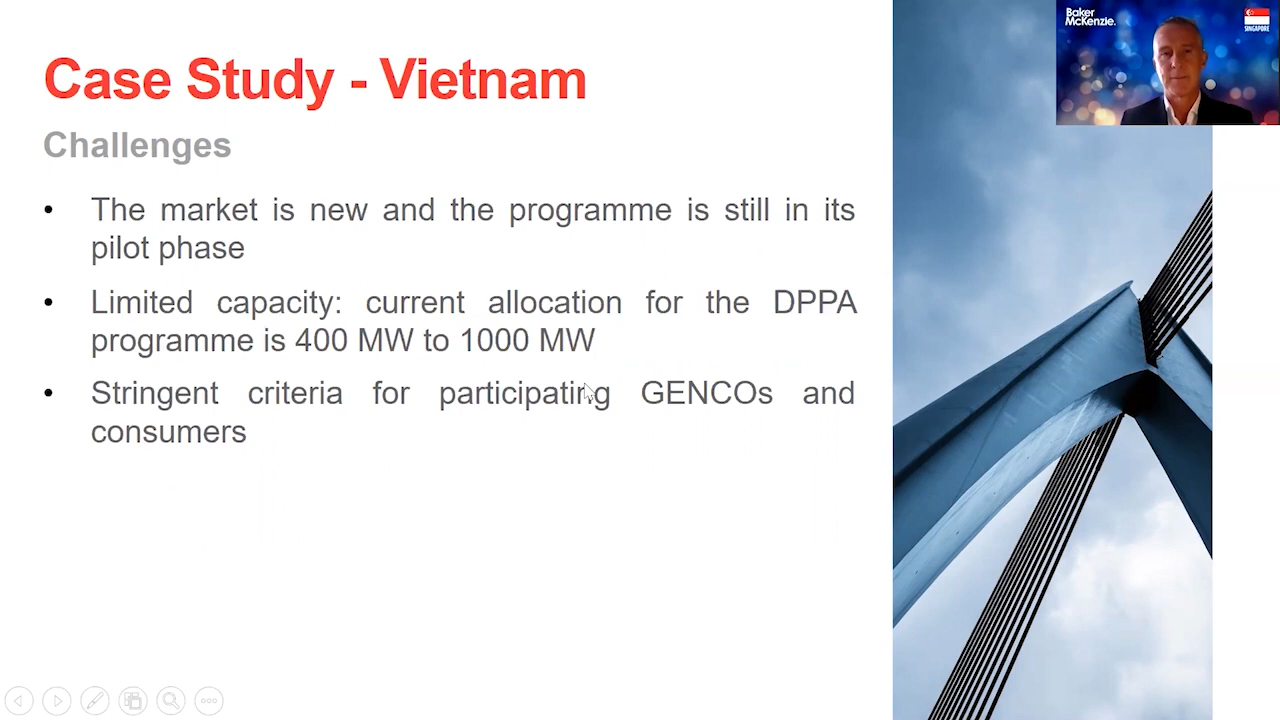 Case Study - Vietnam
Challenges
• The market is new and the programme is still in its
pilot phase
• Limited capacity: current allocation for the DPPA
programme is 400 MW to 1000 MW
• Stringent criteria for participating GENCOs and
consumers
Baker
McKenzie.
SINGAPORE